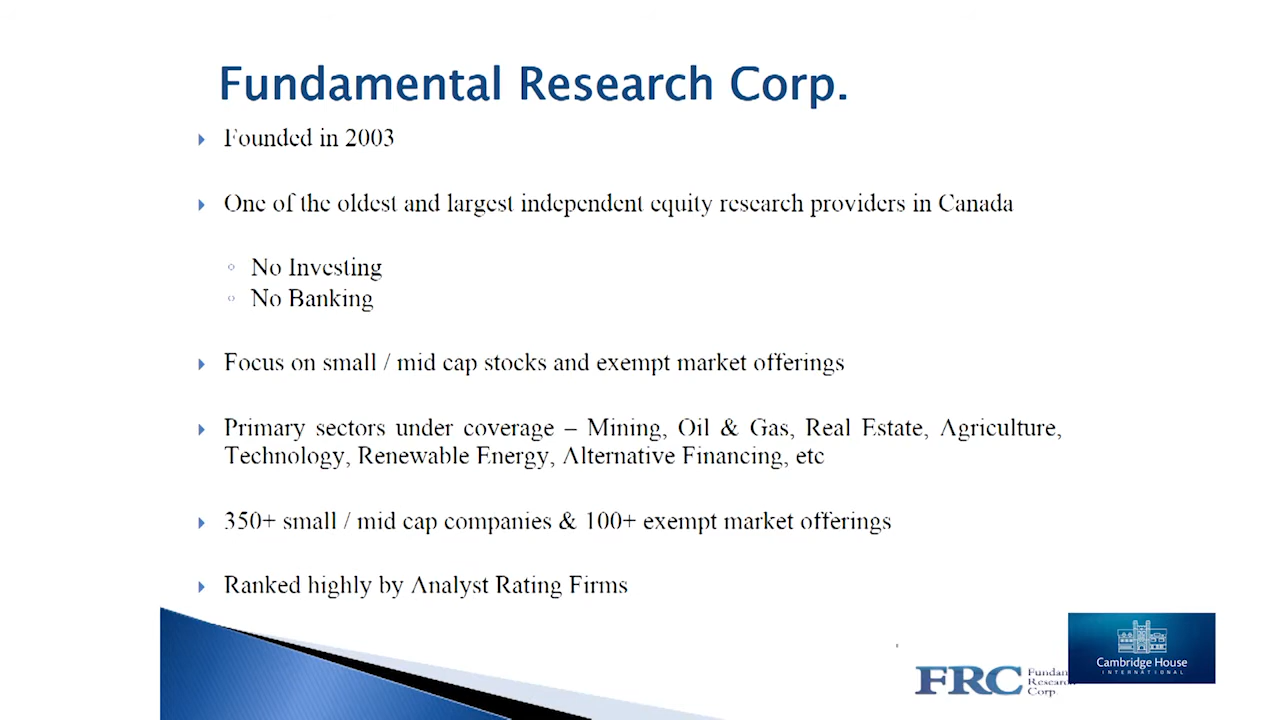 Fundamental Research Corp.
Founded in 2003
One of the oldest and largest independent equity research providers in Canada
No Investing
No Banking
Focus on small / mid cap stocks and exempt market offerings
Primary sectors under coverage – Mining, Oil & Gas, Real Estate, Agriculture,
Technology, Renewable Energy, Alternative Financing, etc
350+ small / mid cap companies & 100+ exempt market offerings
Ranked highly by Analyst Rating Firms
FRC
Research
Corp.
Cambridge House
INTERNATIONAL